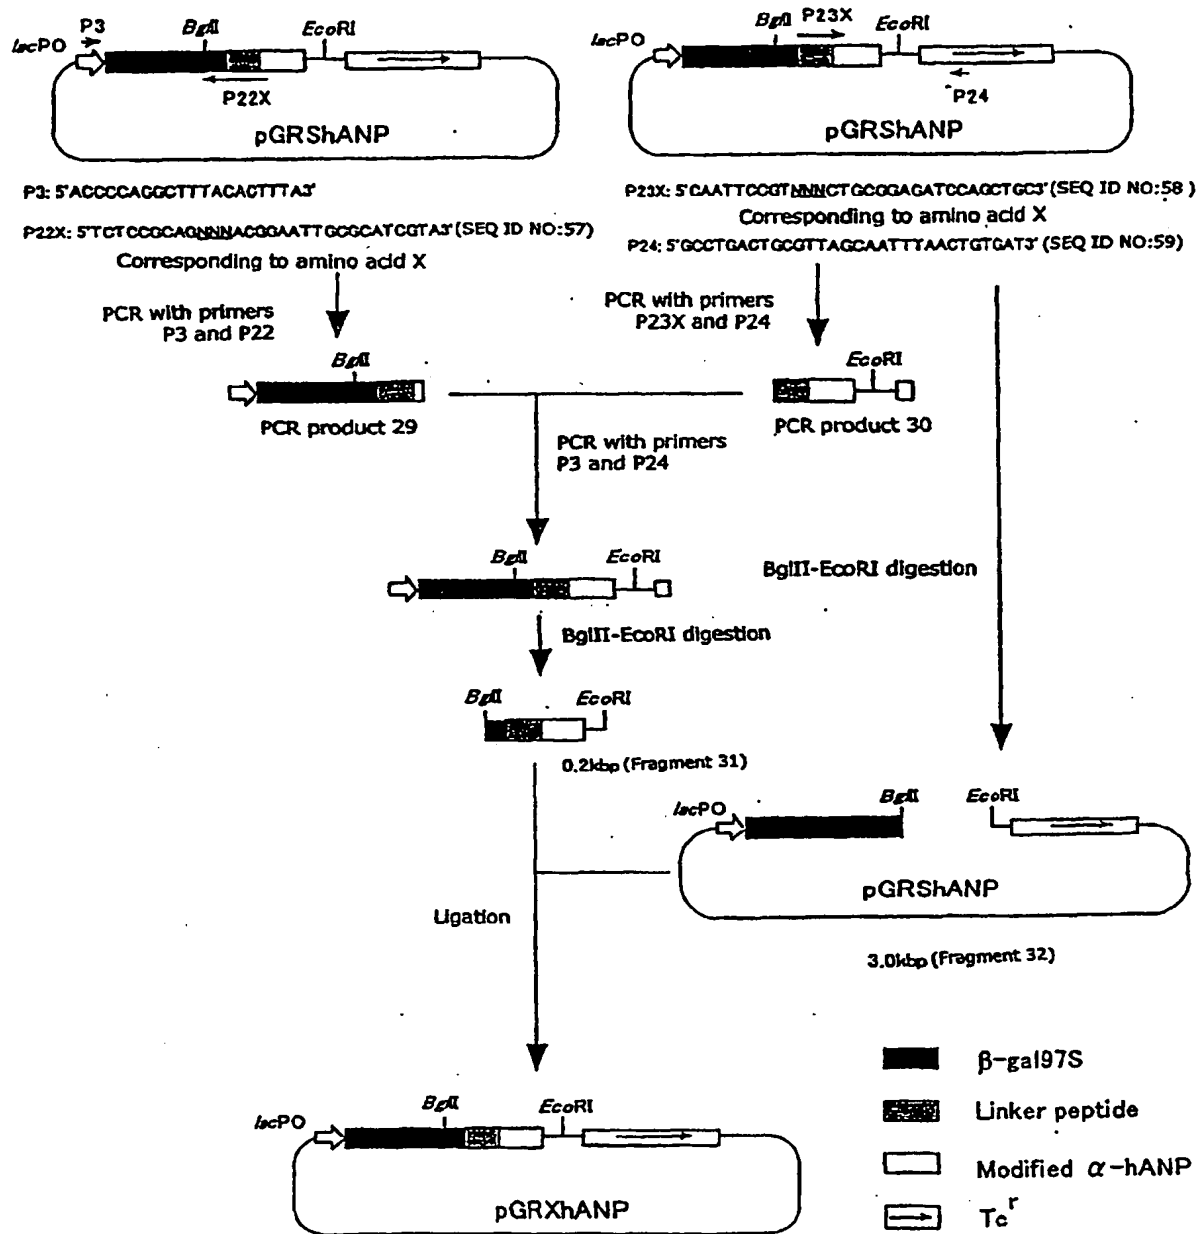 P3
BglII
EcoRI
lacPO
P22X
pGRShANP
BglII
P23X
EcoRI
lacPO
P24
pGRShANP
P3: 5'ACCCCAGGCTTTACACTTTA3'
P22X: 5'TCTCCGCAGNNNACGGAATTGCGCATCGTA3' (SEQ ID NO:57)
Corresponding to amino acid X
P23X: 5'CAATTCCGTNNNCTGCGGAGATCCAGCTGC3' (SEQ ID NO:58)
Corresponding to amino acid X
P24: 5'GCCTGACTGCGTTAGCAATTTAACTGTGAT3' (SEQ ID NO:59)
PCR with primers
P3 and P22
PCR with primers
P23X and P24
BglII
PCR product 29
EcoRI
PCR product 30
PCR with primers
P3 and P24
BglII
EcoRI
BglII-EcoRI digestion
BglII-EcoRI digestion
BglII
EcoRI
0.2kbp (Fragment 31)
lacPO
BglII
EcoRI
pGRShANP
3.0kbp (Fragment 32)
Ligation
lacPO
BglII
EcoRI
pGRXhANP
β-gal97S
Linker peptide
Modified α-hANP
Tc^r